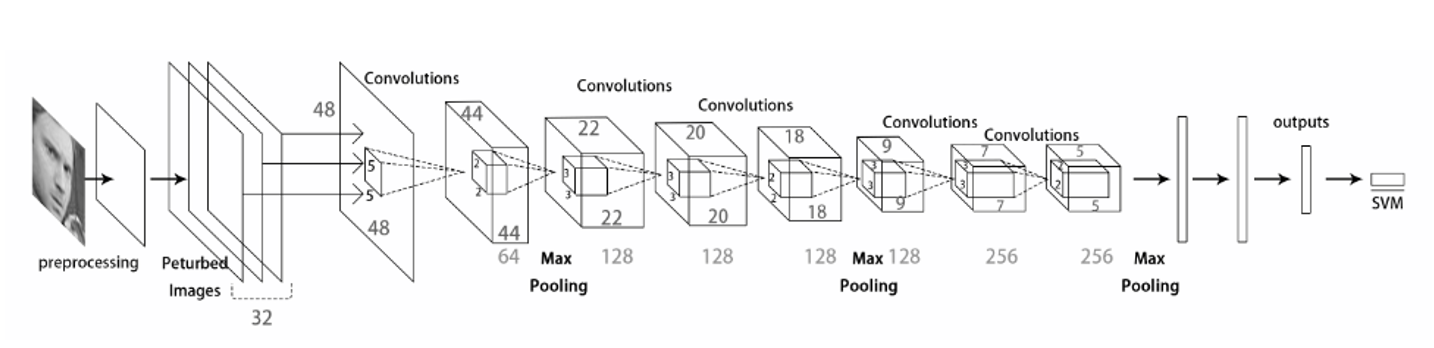 preprocessing
Peturbed
Images
32
48
48
Convolutions
5
5
44
2
2
44
64
Max
Pooling
Convolutions
22
3
3
22
128
Convolutions
20
3
3
20
128
18
2
2
18
128
Max
Pooling
Convolutions
9
3
9
128
Convolutions
7
3
3
7
256
5
2
5
256
Max
Pooling
outputs
SVM